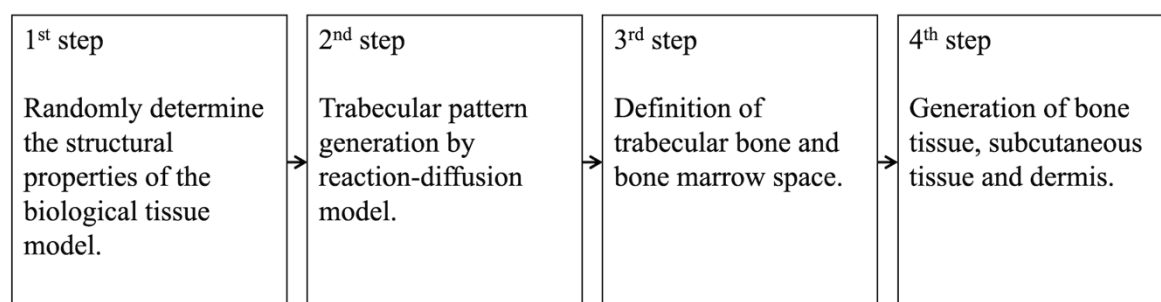 1st step
Randomly determine
the structural
properties of the
biological tissue
model.
2nd step
Trabecular pattern
generation by
reaction-diffusion
model.
3rd step
Definition of
trabecular bone and
bone marrow space.
4th step
Generation of bone
tissue, subcutaneous
tissue and dermis.